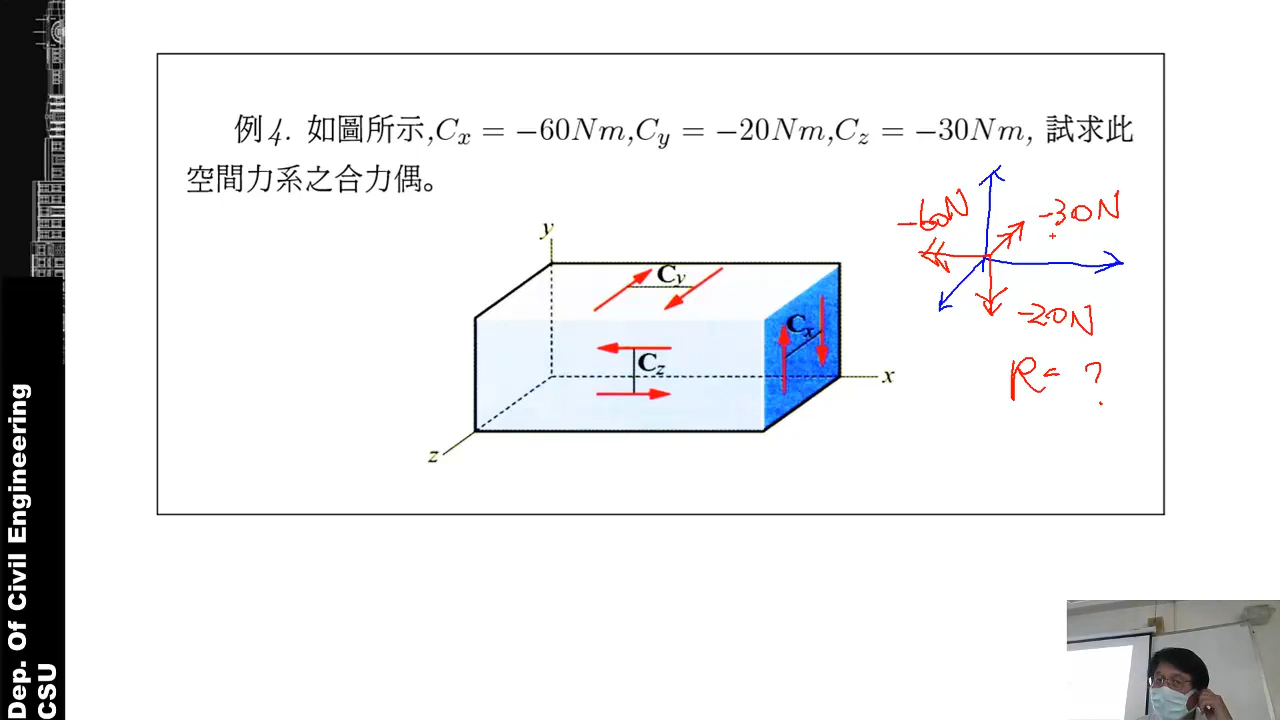 例4. 如圖所示,Cx = −60Nm,Cy = −20Nm,Cz = −30Nm, 試求此
空間力系之合力偶。
-60N
-30N
y
Cy
Cx
-20N
Cz
R= ?
x
z
Dep. Of Civil Engineering
CSU